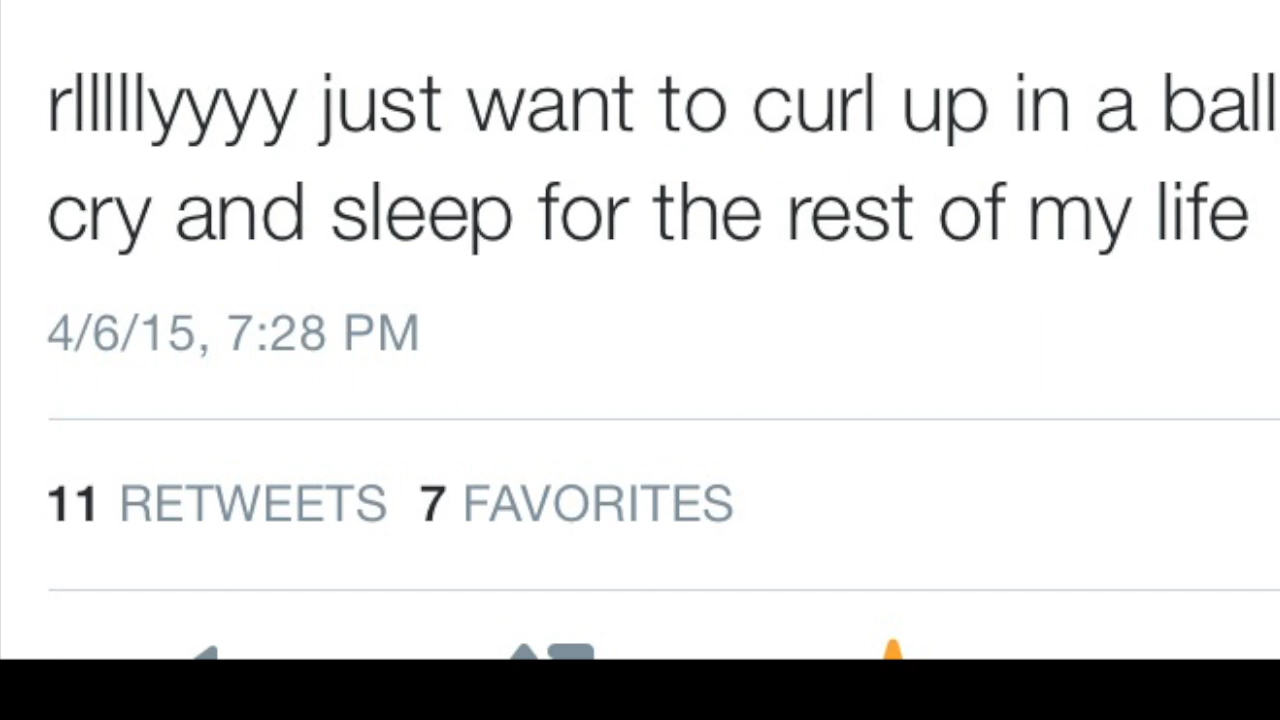 rlllllyyyy just want to curl up in a ball
cry and sleep for the rest of my life
4/6/15, 7:28 PM
11 RETWEETS 7 FAVORITES